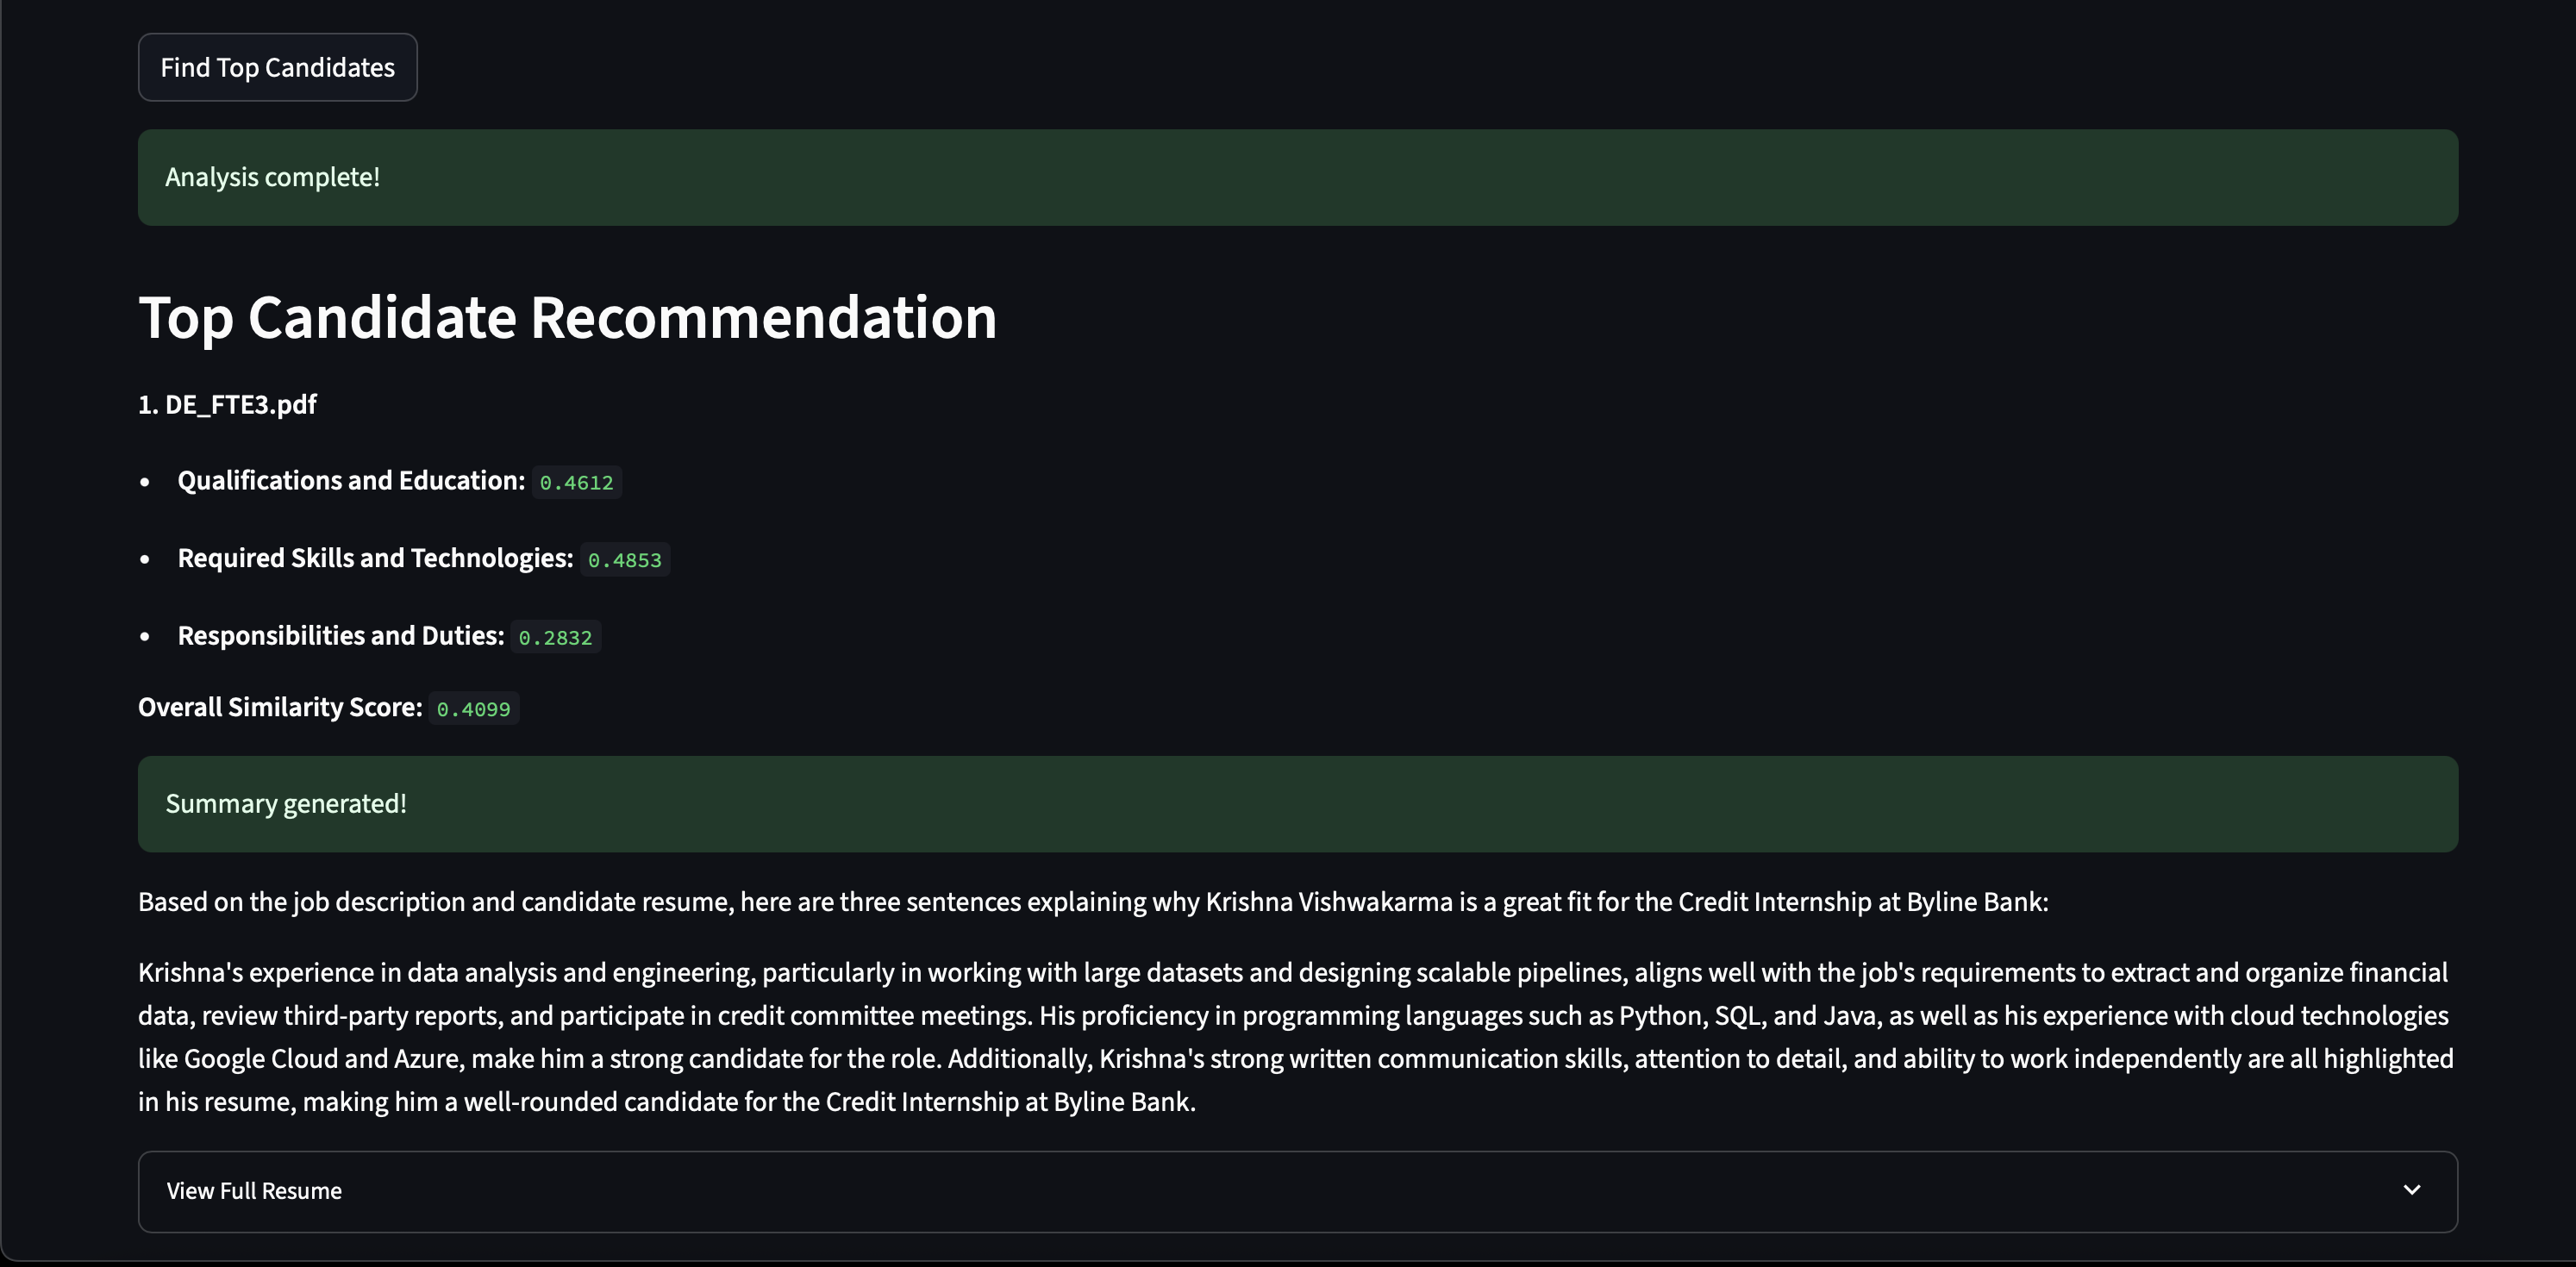 Find Top Candidates
Analysis complete!
Top Candidate Recommendation
1. DE_FTE3.pdf
• Qualifications and Education: 0.4612
• Required Skills and Technologies: 0.4853
• Responsibilities and Duties: 0.2832
Overall Similarity Score: 0.4099
Summary generated!
Based on the job description and candidate resume, here are three sentences explaining why Krishna Vishwakarma is a great fit for the Credit Internship at Byline Bank:
Krishna's experience in data analysis and engineering, particularly in working with large datasets and designing scalable pipelines, aligns well with the job's requirements to extract and organize financial
data, review third-party reports, and participate in credit committee meetings. His proficiency in programming languages such as Python, SQL, and Java, as well as his experience with cloud technologies
like Google Cloud and Azure, make him a strong candidate for the role. Additionally, Krishna's strong written communication skills, attention to detail, and ability to work independently are all highlighted
in his resume, making him a well-rounded candidate for the Credit Internship at Byline Bank.
View Full Resume